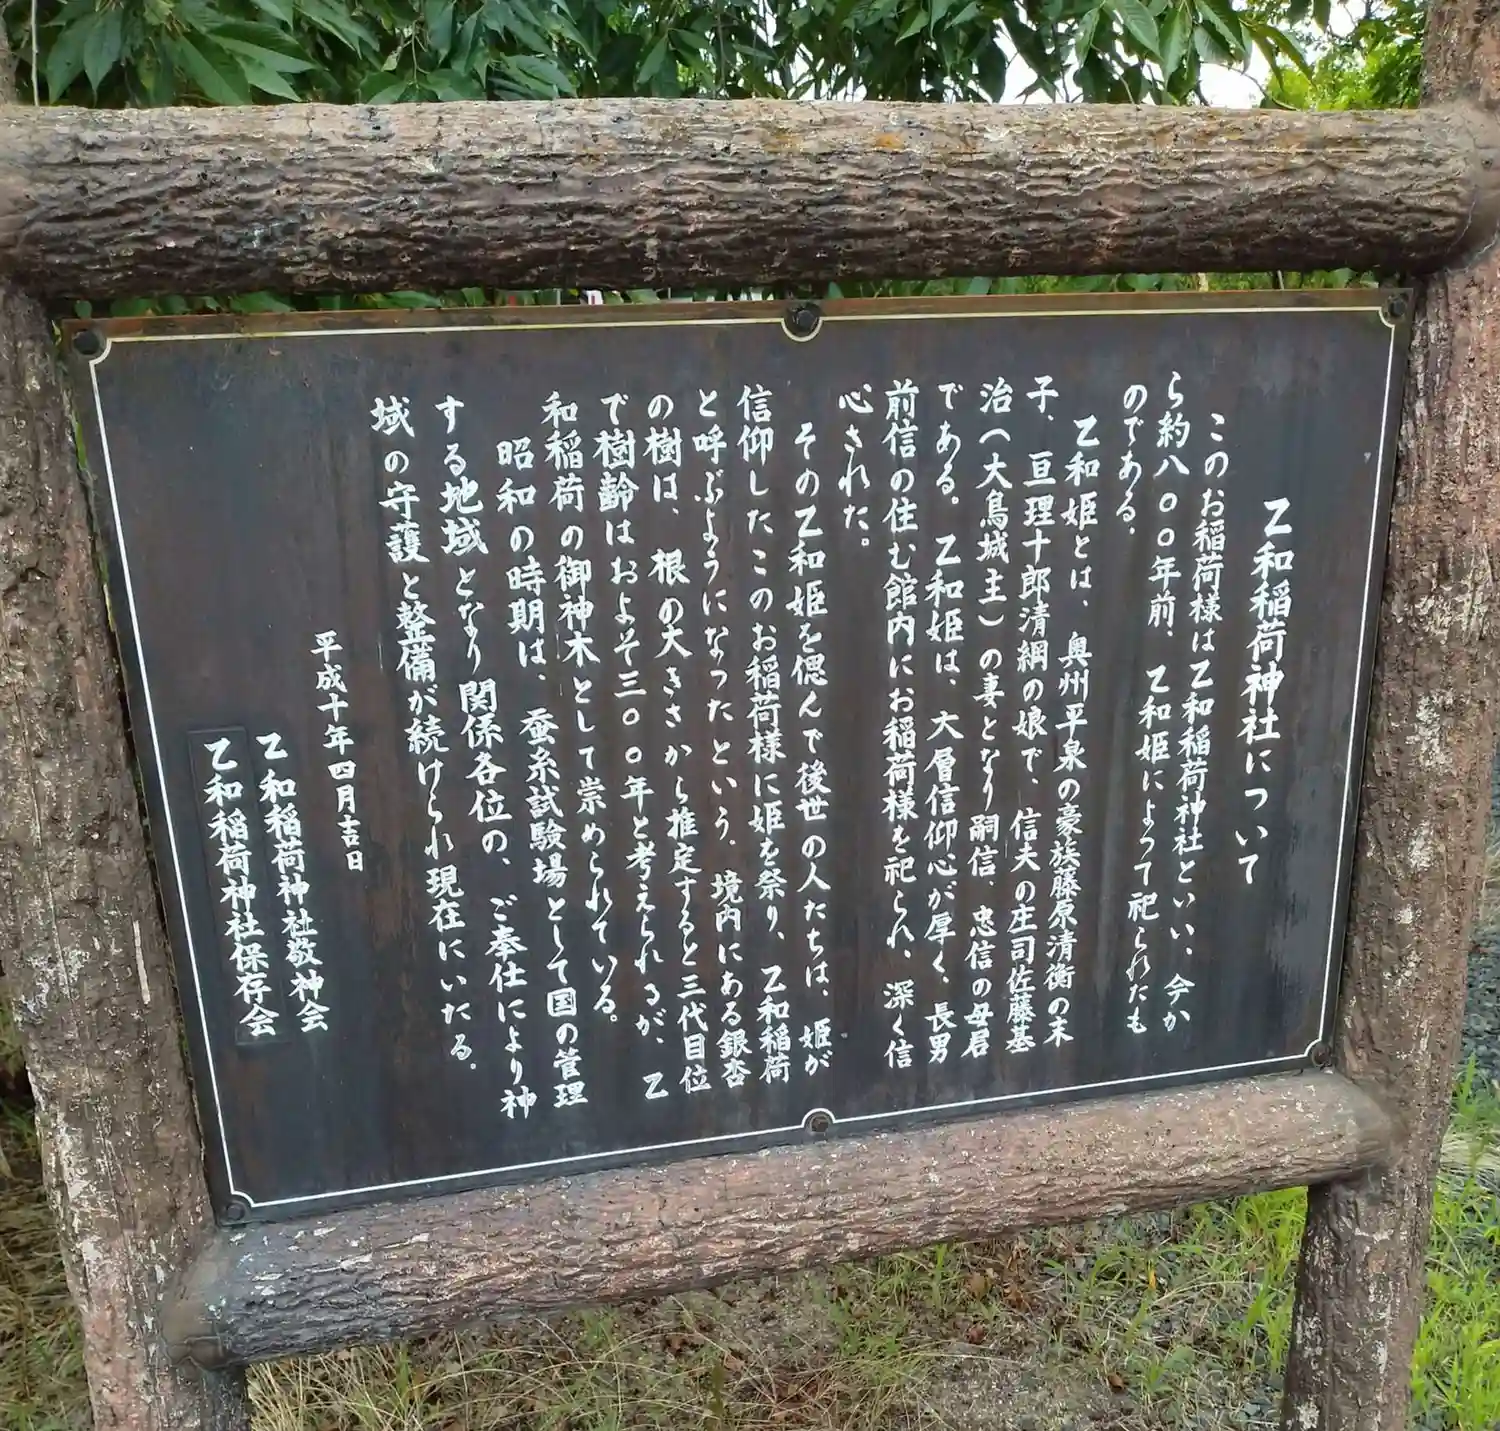 乙和稲荷神社について
このお稲荷様は乙和稲荷神社といい、今か
ら約八〇〇年前、乙和姫によって祀られたも
のである。
乙和姫とは、奥州平泉の豪族藤原清衡の末
子、亘理十郎清綱の娘で、信夫の庄司佐藤基
治(大鳥城主)の妻となり嗣信、忠信の母君
である。乙和姫は、大層信仰心が厚く、長男
前信の住む館内にお稲荷様を祀られ、深く信
心された。
その乙和姫を偲んで後世の人たちは、姫が
信仰したこのお稲荷様に姫を祭り、乙和稲荷
と呼ぶようになったという。境内にある銀杏
の樹は、根の大きさから推定すると三代目位
で樹齢はおよそ三〇〇年と考えられるが、乙
和稲荷の御神木として崇められている。
昭和の時期は、蚕糸試験場として国の管理
する地域となり関係各位の、ご奉仕により神
域の守護と整備が続けられ現在にいたる。
平成十年四月吉日
乙和稲荷神社敬神会
乙和稲荷神社保存会